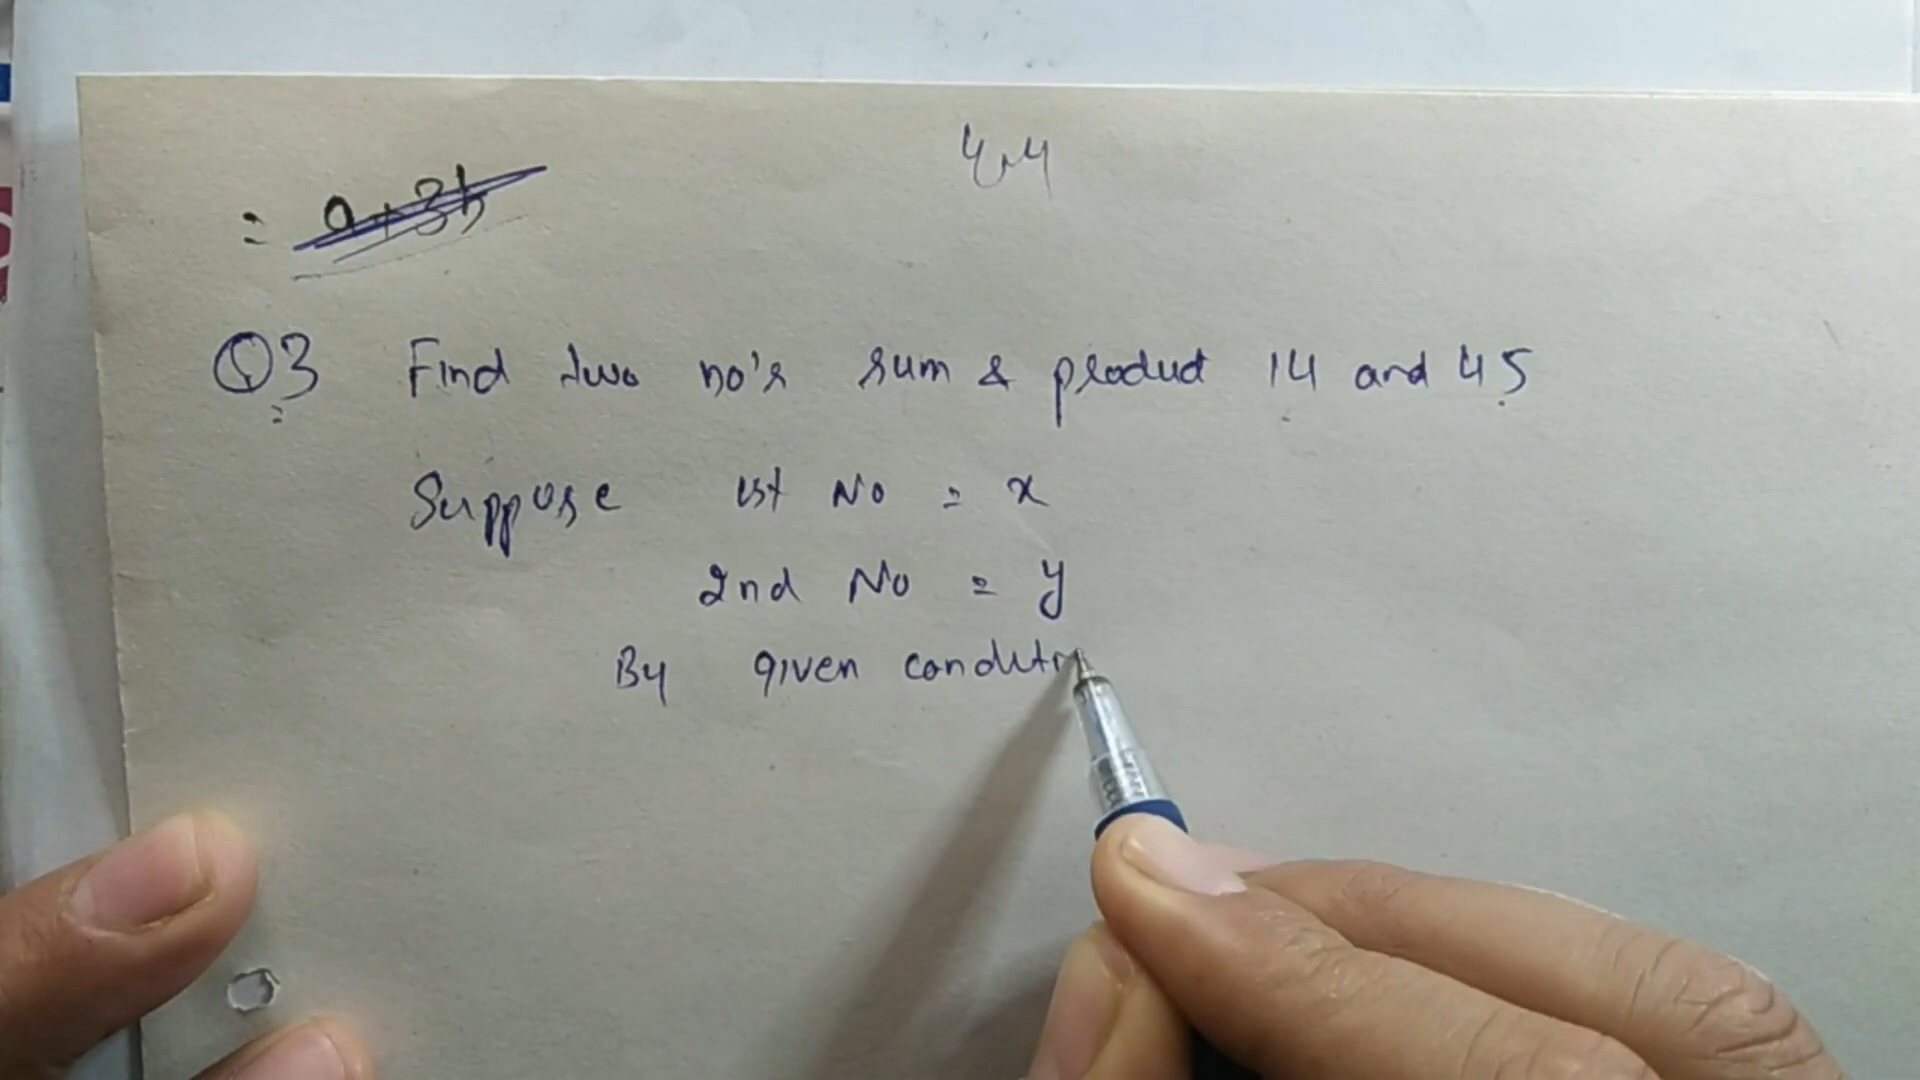 4.4
= a+3b
Q3 Find two no's sum & product 14 and 45
Suppose 1st No = x
2nd No = y
By given conditi